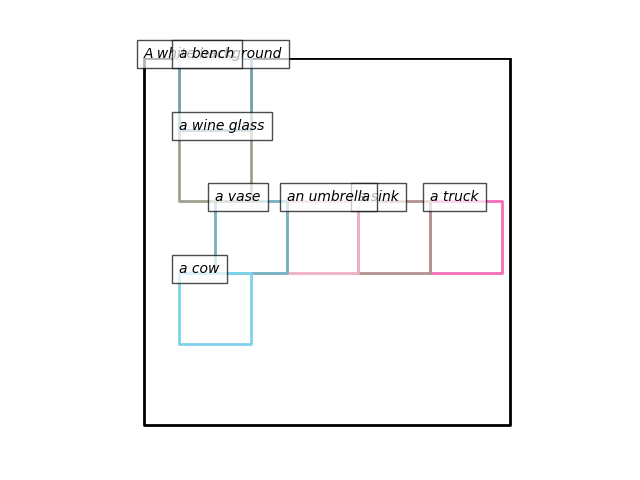 A white background
a bench
a wine glass
a vase
an umbrella
a sink
a truck
a cow